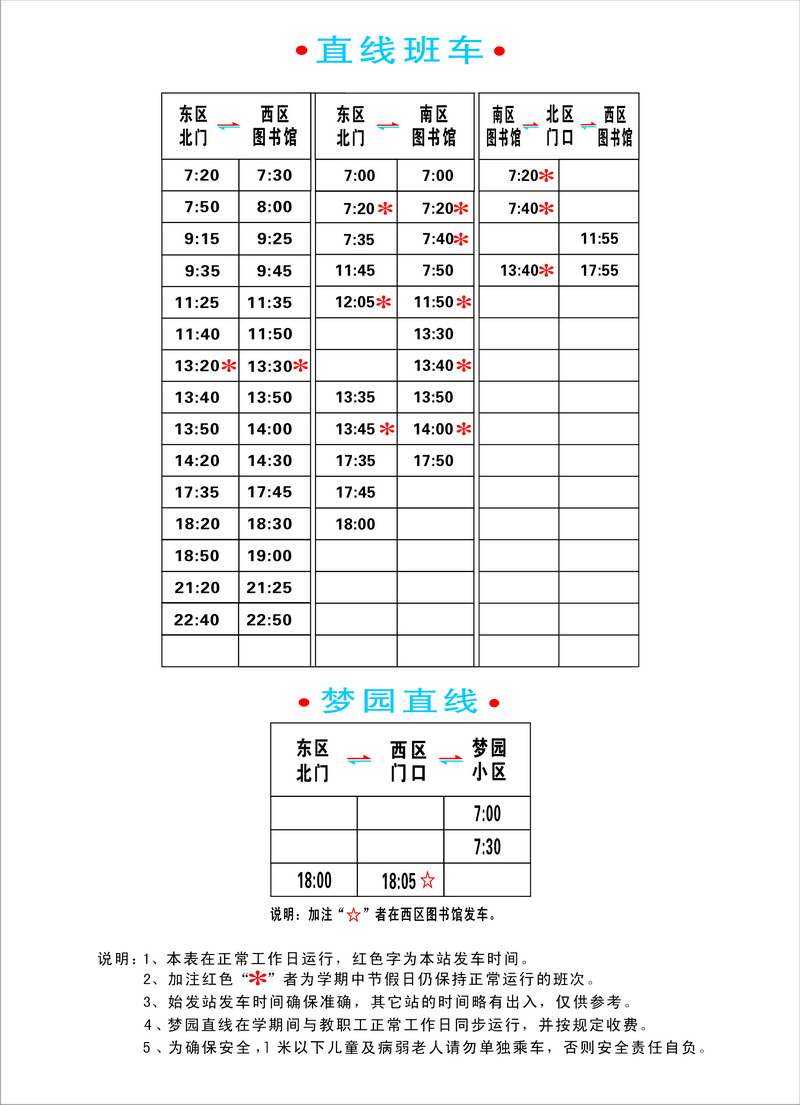 •直线班车•
东区 北门 ⇌ 西区 图书馆 东区 北门 ⇌ 南区 图书馆 南区 图书馆 ⇌ 北区 门口 ⇌ 西区 图书馆
7:20 7:30 7:00 7:00 7:20*
7:50 8:00 7:20* 7:20* 7:40*
9:15 9:25 7:35 7:40* 11:55
9:35 9:45 11:45 7:50 13:40* 17:55
11:25 11:35 12:05* 11:50*
11:40 11:50 13:30
13:20* 13:30* 13:40*
13:40 13:50 13:35 13:50
13:50 14:00 13:45* 14:00*
14:20 14:30 17:35 17:50
17:35 17:45 17:45
18:20 18:30 18:00
18:50 19:00
21:20 21:25
22:40 22:50
•梦园直线•
东区 北门 ⇌ 西区 门口 ⇌ 梦园 小区
7:00
7:30
18:00 18:05☆
说明：加注“☆”者在西区图书馆发车。
说明：1、本表在正常工作日运行，红色字为本站发车时间。
2、加注红色“*”者为学期中节假日仍保持正常运行的班次。
3、始发站发车时间确保准确，其它站的时间略有出入，仅供参考。
4、梦园直线在学期间与教职工正常工作日同步运行，并按规定收费。
5、为确保安全，1米以下儿童及病弱老人请勿单独乘车，否则安全责任自负。